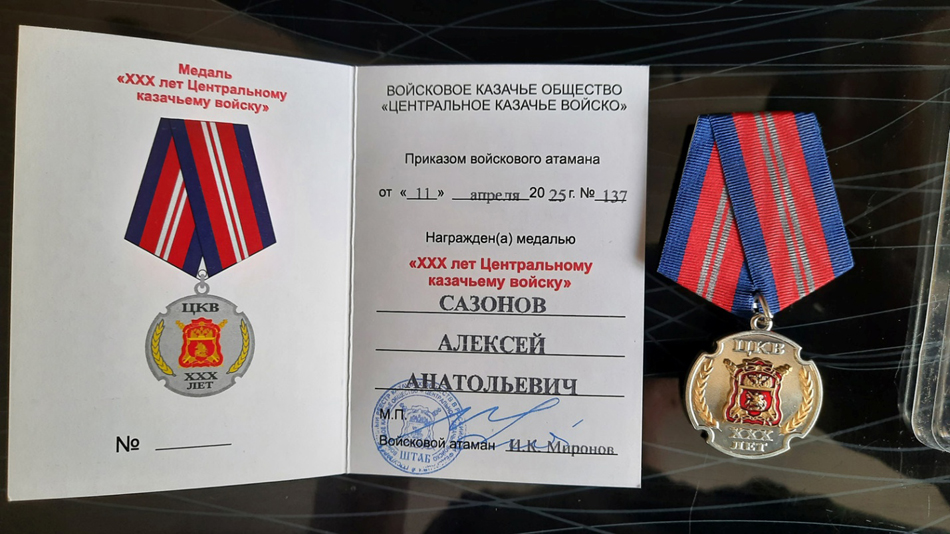 Медаль
«XXX лет Центральному
казачьему войску»
ЦКВ
XXX
ЛЕТ
№
ВОЙСКОВОЕ КАЗАЧЬЕ ОБЩЕСТВО
«ЦЕНТРАЛЬНОЕ КАЗАЧЬЕ ВОЙСКО»
Приказом войскового атамана
от «11» апреля 2025 г. № 137
Награжден(а) медалью
«XXX лет Центральному
казачьему войску»
САЗОНОВ
АЛЕКСЕЙ
АНАТОЛЬЕВИЧ
М.П.
Войсковой атаман И.К. Миронов
ШТАБ
ЦКВ
XXX
ЛЕТ